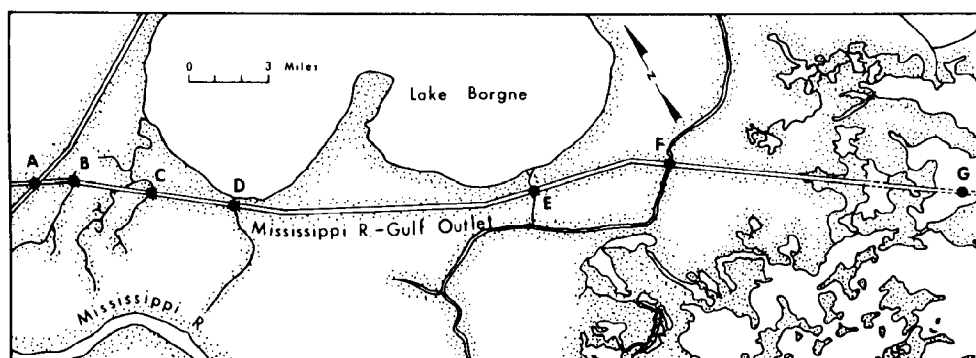 0 3 Miles
Lake Borgne
N
A
B
C
D
E
F
G
Mississippi R.-Gulf Outlet
Mississippi R.